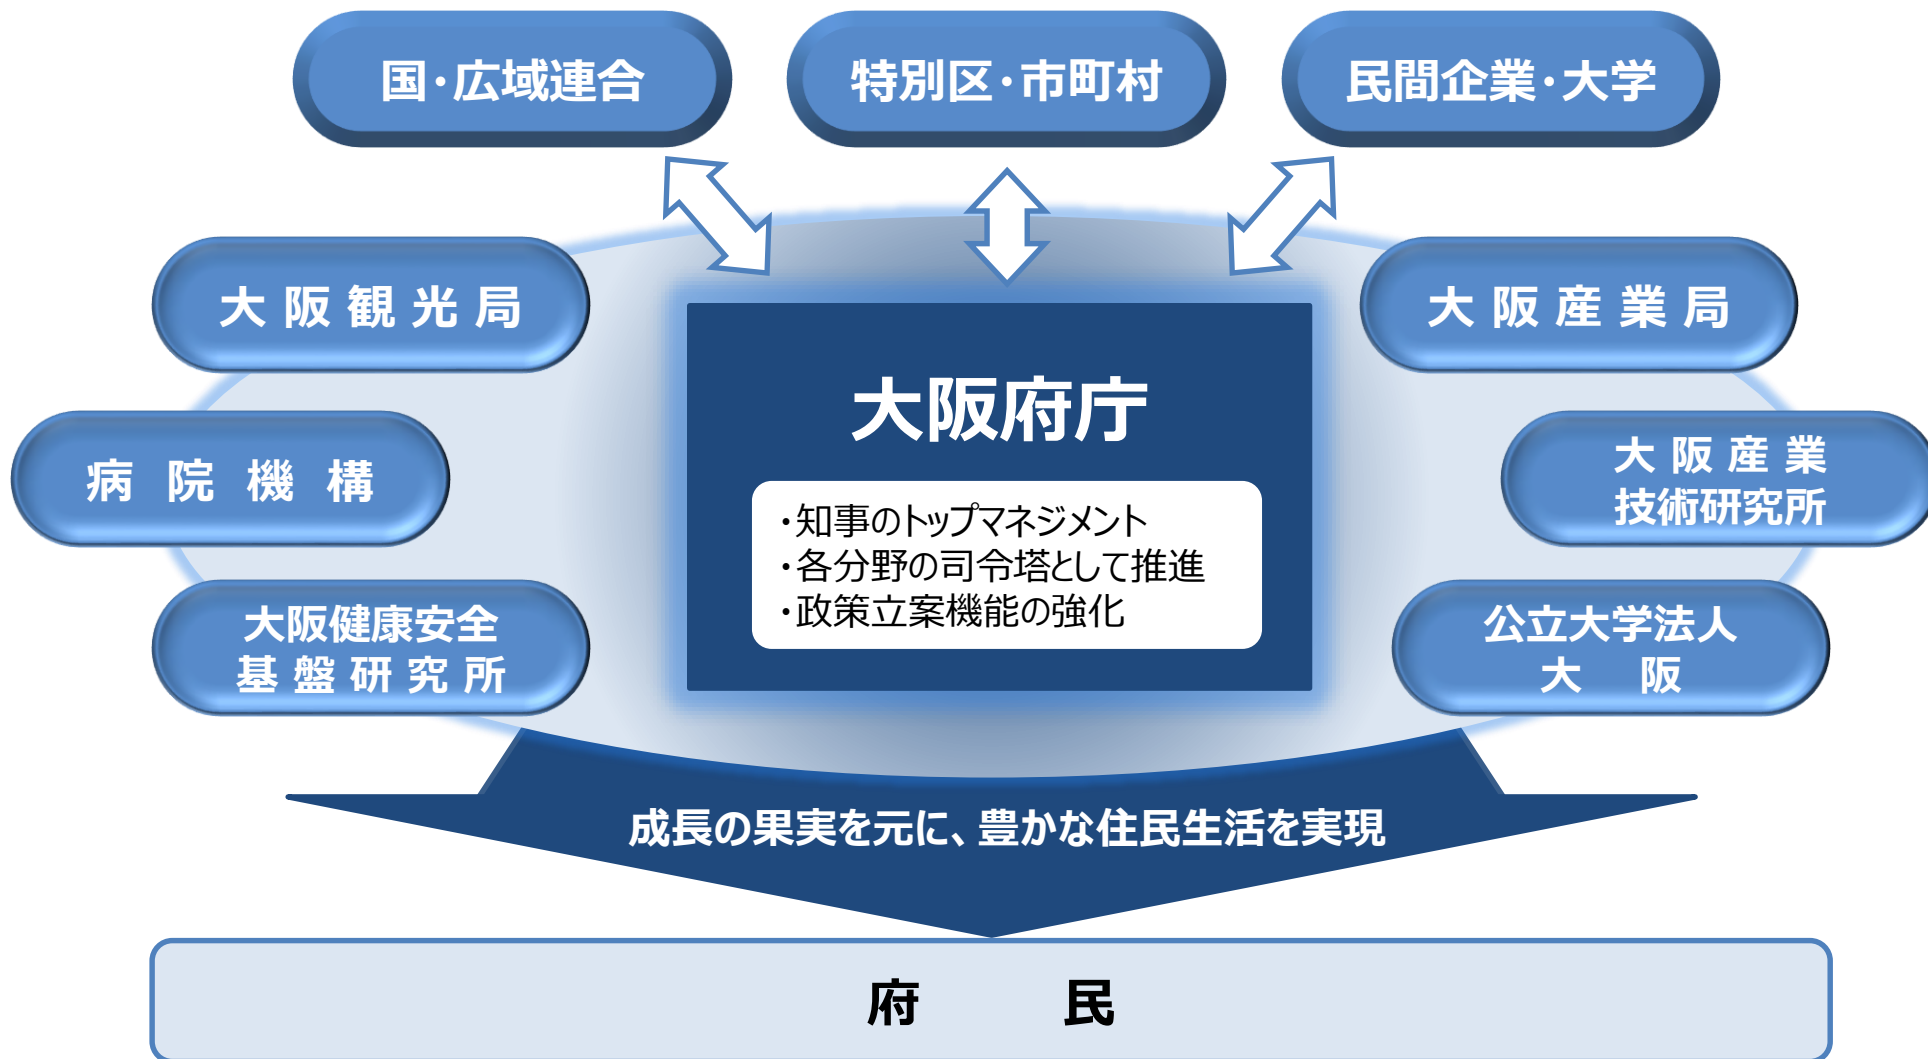 国・広域連合
特別区・市町村
民間企業・大学
大阪観光局
大阪産業局
病院機構
大阪産業
技術研究所
大阪健康安全
基盤研究所
公立大学法人
大阪
大阪府庁
・知事のトップマネジメント
・各分野の司令塔として推進
・政策立案機能の強化
成長の果実を元に、豊かな住民生活を実現
府民